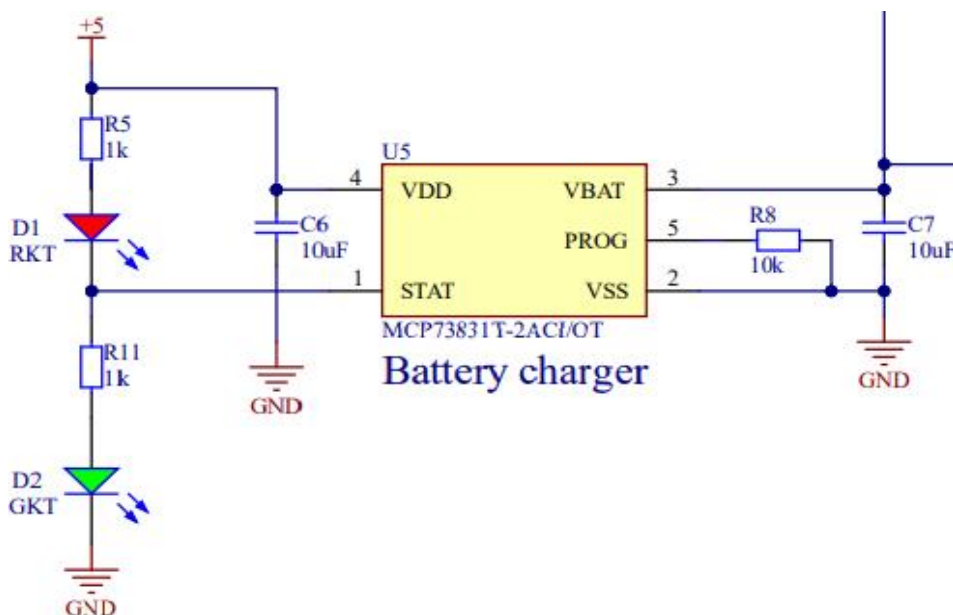 +5
R5
1k
D1
RKT
R11
1k
D2
GKT
GND
C6
10uF
GND
U5
4 VDD VBAT 3
PROG 5
1 STAT VSS 2
MCP73831T-2ACI/OT
Battery charger
R8
10k
C7
10uF
GND